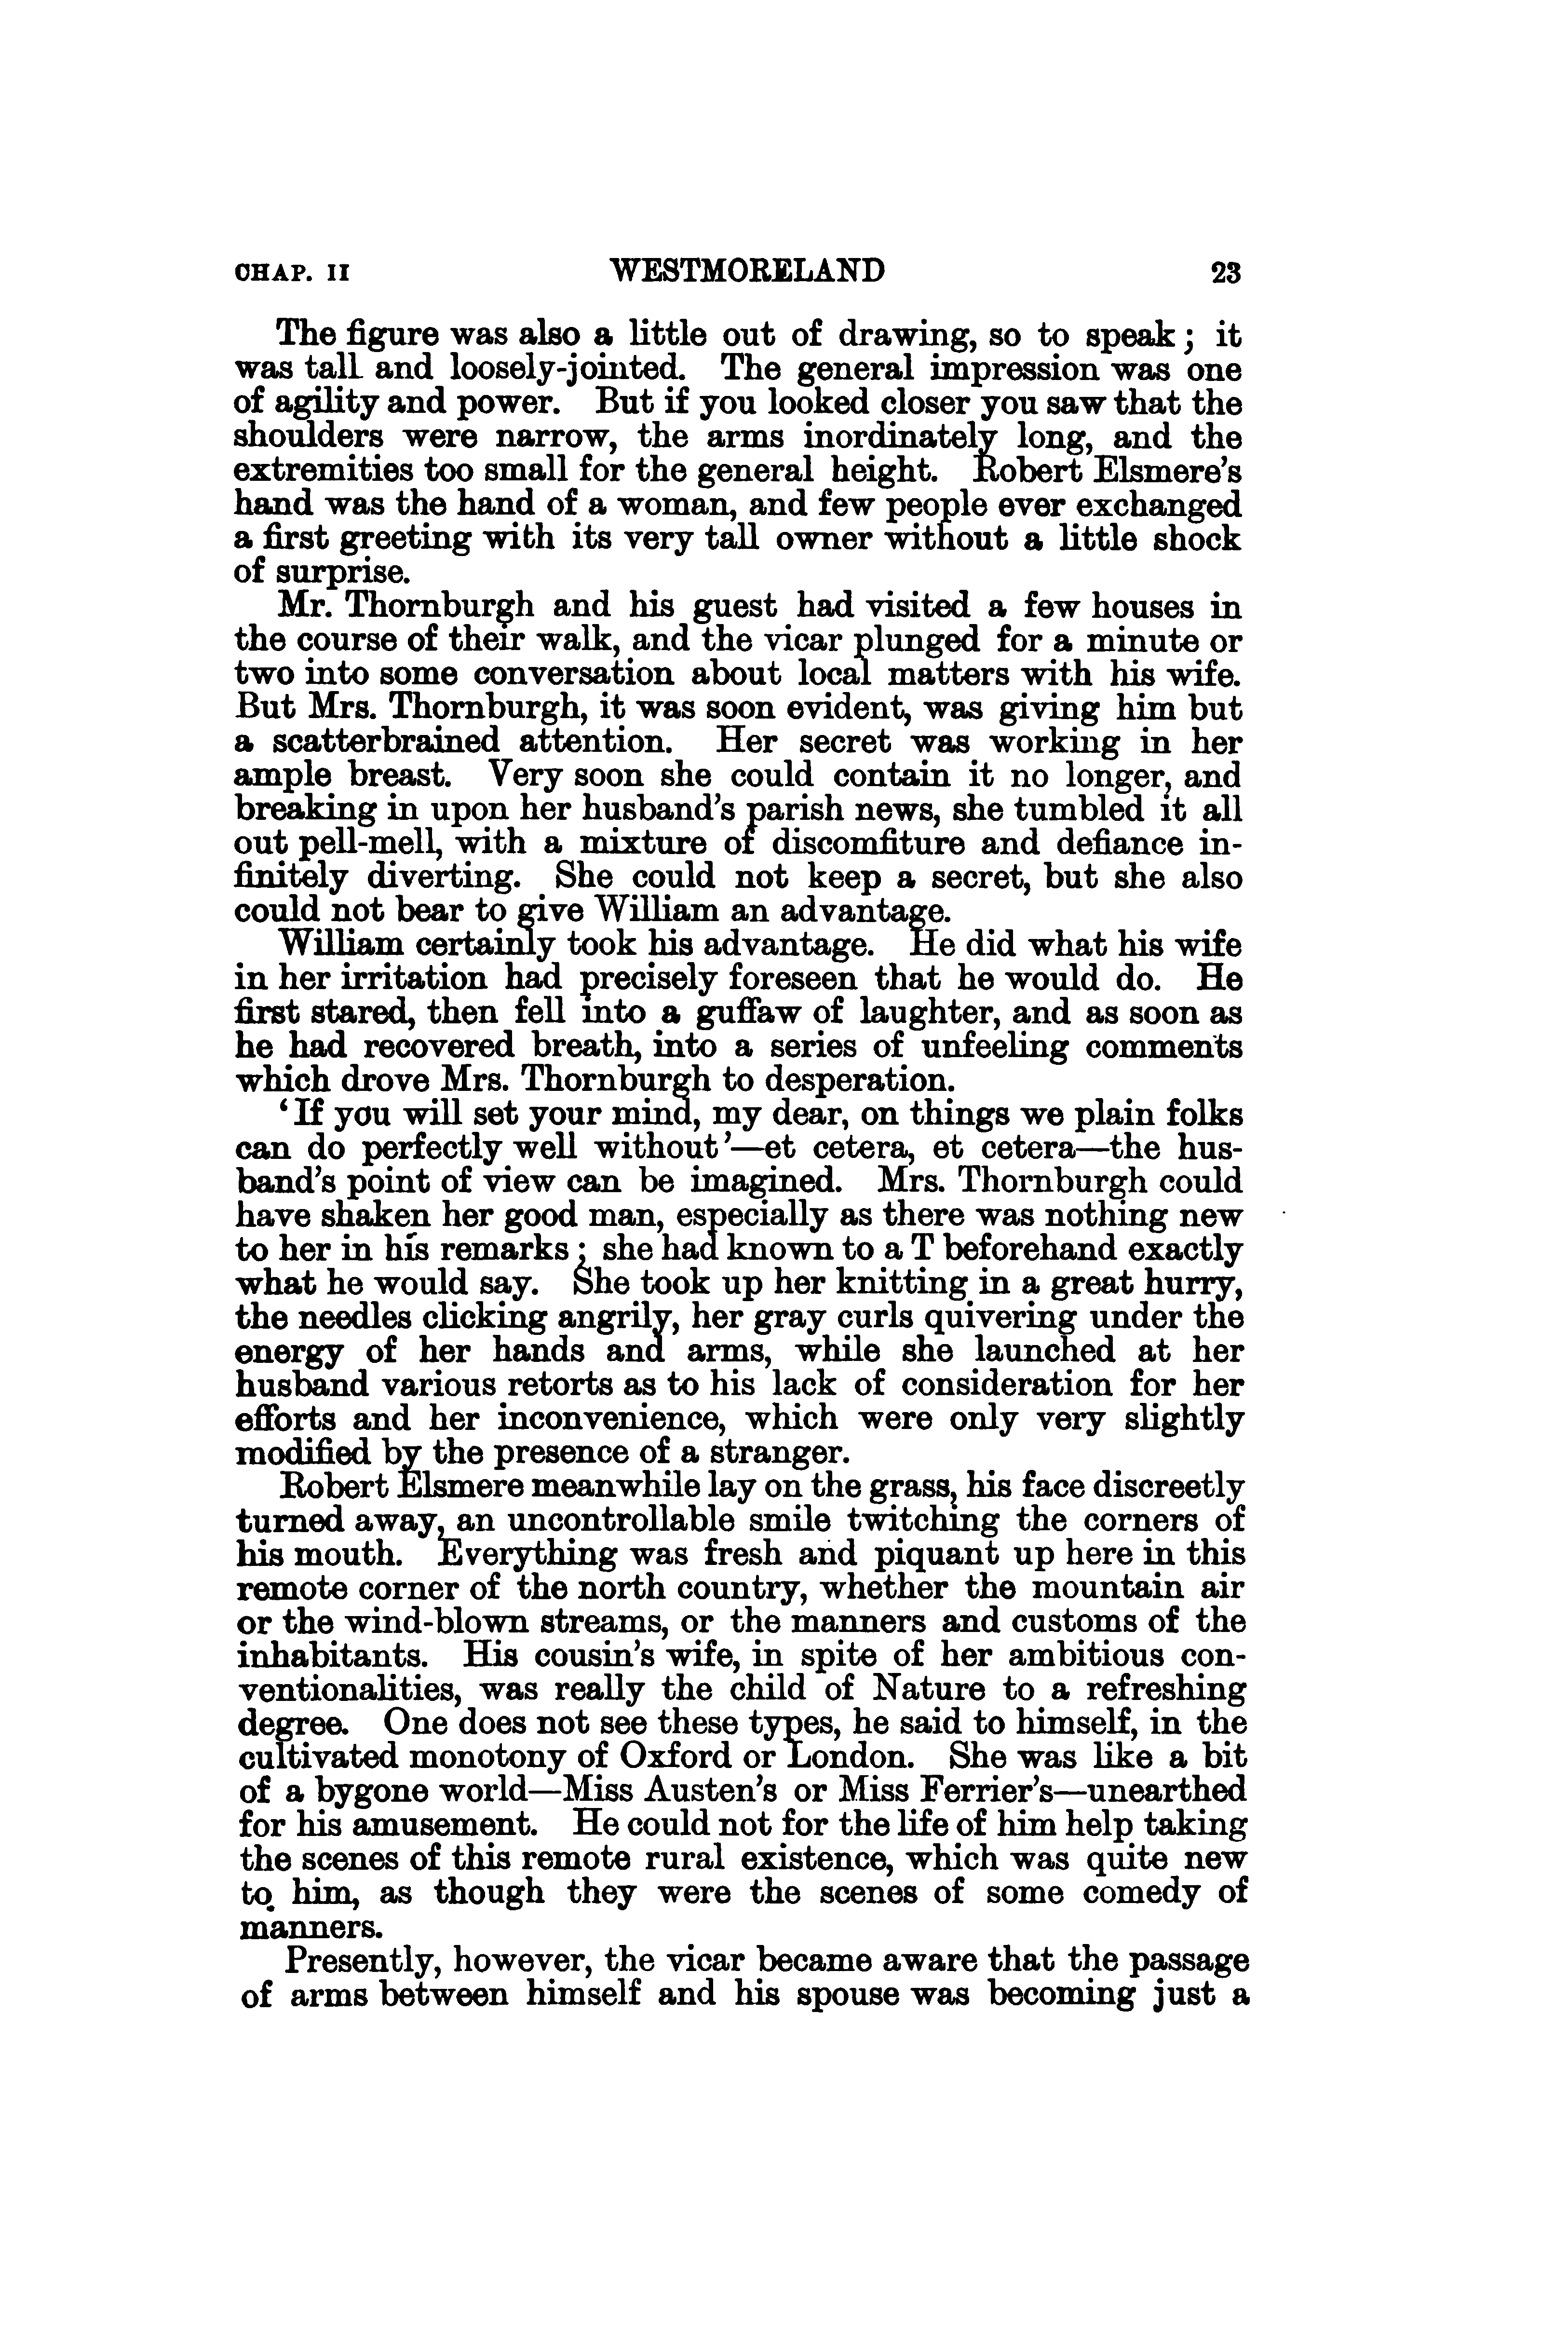 CHAP. II WESTMORELAND 23
The figure was also a little out of drawing, so to speak; it
was tall and loosely-jointed. The general impression was one
of agility and power. But if you looked closer you saw that the
shoulders were narrow, the arms inordinately long, and the
extremities too small for the general height. Robert Elsmere's
hand was the hand of a woman, and few people ever exchanged
a first greeting with its very tall owner without a little shock
of surprise.
Mr. Thornburgh and his guest had visited a few houses in
the course of their walk, and the vicar plunged for a minute or
two into some conversation about local matters with his wife.
But Mrs. Thornburgh, it was soon evident, was giving him but
a scatterbrained attention. Her secret was working in her
ample breast. Very soon she could contain it no longer, and
breaking in upon her husband's parish news, she tumbled it all
out pell-mell, with a mixture of discomfiture and defiance in-
finitely diverting. She could not keep a secret, but she also
could not bear to give William an advantage.
William certainly took his advantage. He did what his wife
in her irritation had precisely foreseen that he would do. He
first stared, then fell into a guffaw of laughter, and as soon as
he had recovered breath, into a series of unfeeling comments
which drove Mrs. Thornburgh to desperation.
'If you will set your mind, my dear, on things we plain folks
can do perfectly well without'—et cetera, et cetera—the hus-
band's point of view can be imagined. Mrs. Thornburgh could
have shaken her good man, especially as there was nothing new
to her in his remarks; she had known to a T beforehand exactly
what he would say. She took up her knitting in a great hurry,
the needles clicking angrily, her gray curls quivering under the
energy of her hands and arms, while she launched at her
husband various retorts as to his lack of consideration for her
efforts and her inconvenience, which were only very slightly
modified by the presence of a stranger.
Robert Elsmere meanwhile lay on the grass, his face discreetly
turned away, an uncontrollable smile twitching the corners of
his mouth. Everything was fresh and piquant up here in this
remote corner of the north country, whether the mountain air
or the wind-blown streams, or the manners and customs of the
inhabitants. His cousin's wife, in spite of her ambitious con-
ventionalities, was really the child of Nature to a refreshing
degree. One does not see these types, he said to himself, in the
cultivated monotony of Oxford or London. She was like a bit
of a bygone world—Miss Austen's or Miss Ferrier's—unearthed
for his amusement. He could not for the life of him help taking
the scenes of this remote rural existence, which was quite new
to him, as though they were the scenes of some comedy of
manners.
Presently, however, the vicar became aware that the passage
of arms between himself and his spouse was becoming just a